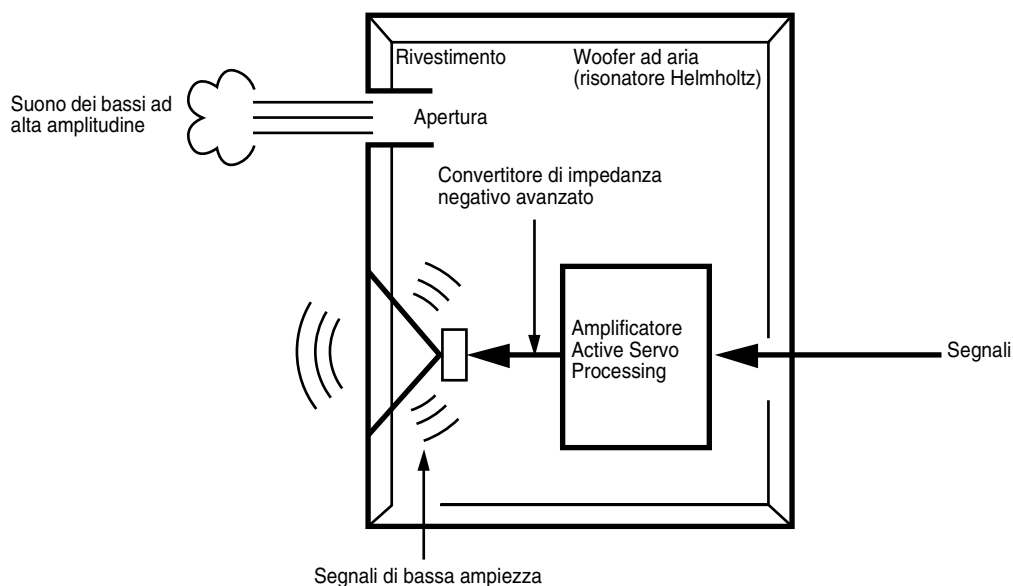 Rivestimento
Woofer ad aria
(risonatore Helmholtz)
Suono dei bassi ad
alta amplitudine
Apertura
Convertitore di impedanza
negativo avanzato
Amplificatore
Active Servo
Processing
Segnali
Segnali di bassa ampiezza